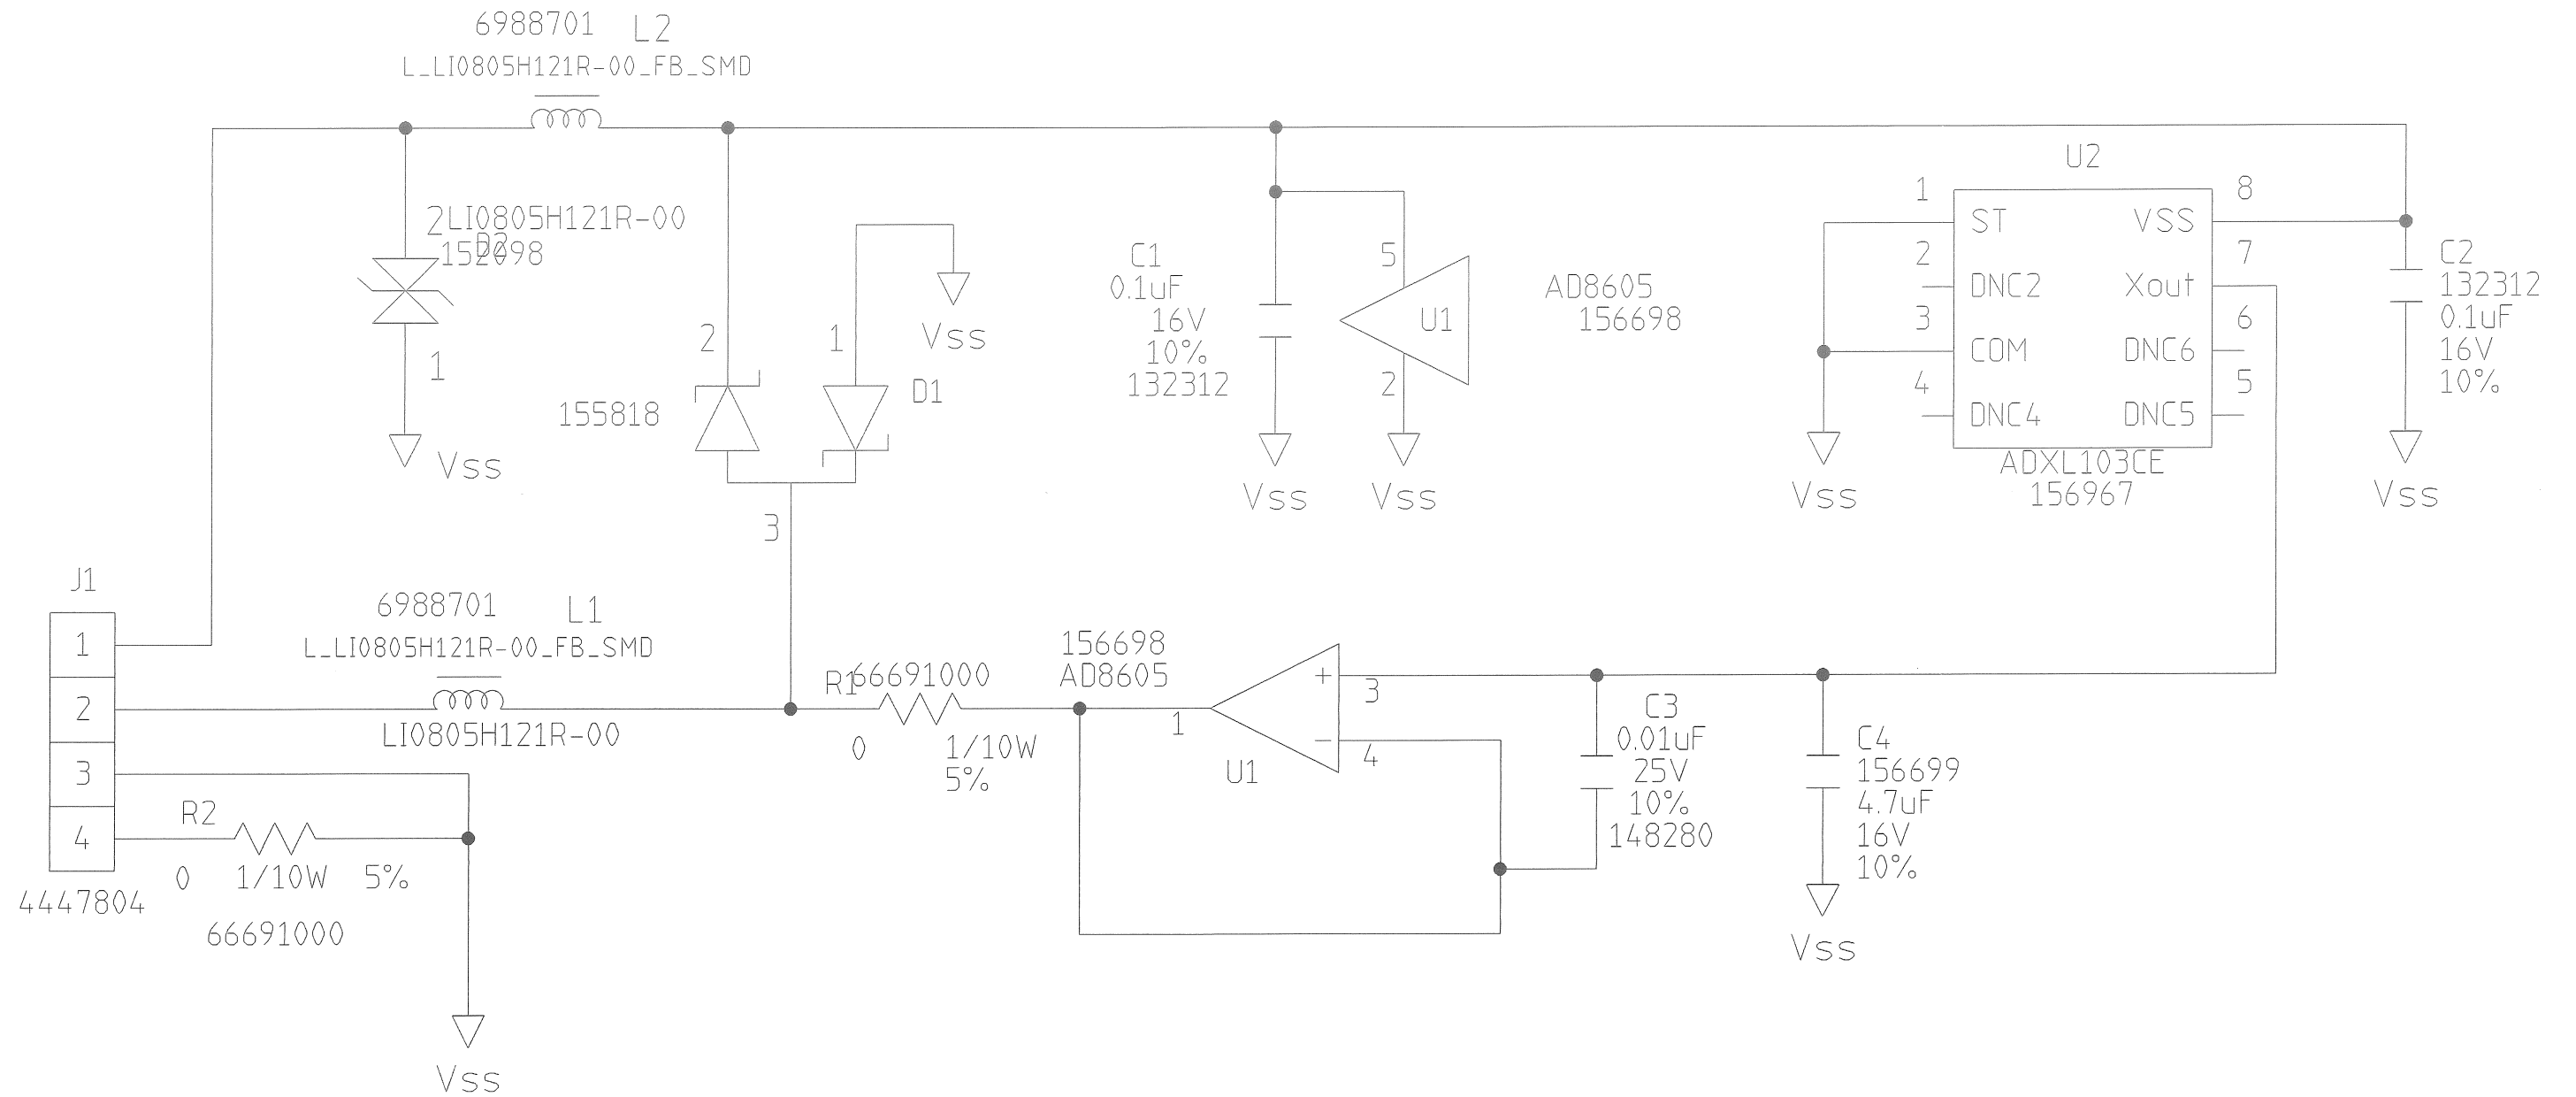 6988701 L2
L_LI0805H121R-00_FB_SMD
2LI0805H121R-00
D2
152098
1
Vss
2
155818
1
D1
Vss
3
C1
0.1uF
16V
10%
132312
Vss
5
U1
2
Vss
AD8605
156698
U2
1 ST VSS 8
2 DNC2 Xout 7
3 COM DNC6 6
4 DNC4 DNC5 5
ADXL103CE
156967
Vss
C2
132312
0.1uF
16V
10%
Vss
J1
1
2
3
4
4447804
6988701 L1
L_LI0805H121R-00_FB_SMD
LI0805H121R-00
R2
0 1/10W 5%
66691000
Vss
R1 66691000
0 1/10W
5%
156698
AD8605
1
U1
+ 3
- 4
C3
0.01uF
25V
10%
148280
C4
156699
4.7uF
16V
10%
Vss